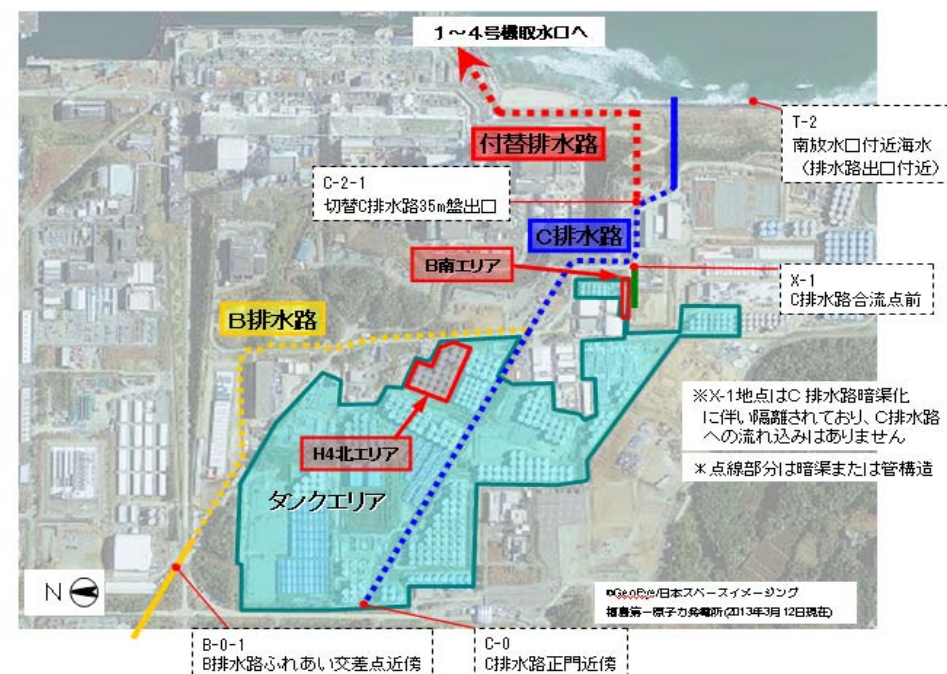 1～4号機取水口へ
付替排水路
T-2
南放水口付近海水
（排水路出口付近）
C-2-1
切替C排水路35m盤出口
C排水路
B南エリア
X-1
C排水路合流点前
B排水路
※X-1地点はC排水路暗渠化
に伴い隔離されており、C排水路
への流れ込みはありません
＊点線部分は暗渠または管構造
H4北エリア
タンクエリア
N
©GeoEye/日本スペースイメージング
福島第一原子力発電所(2013年3月12日現在)
B-0-1
B排水路ふれあい交差点近傍
C-0
C排水路正門近傍